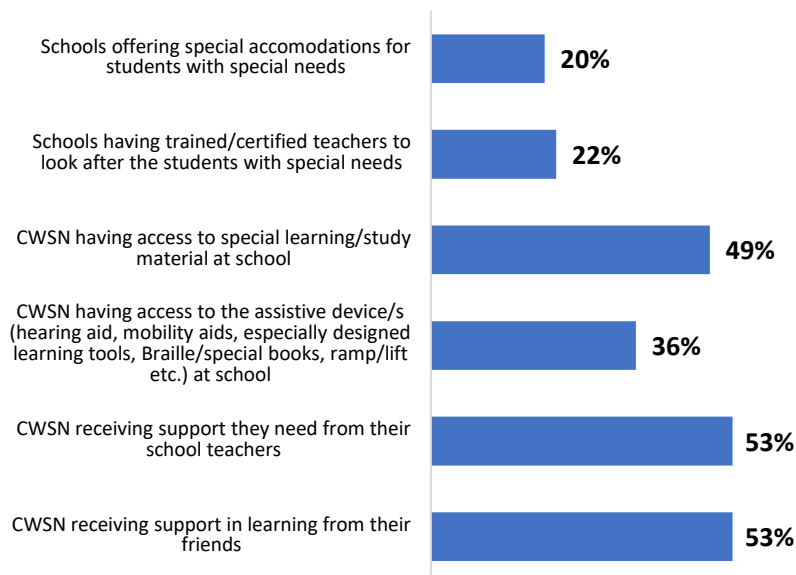 Schools offering special accomodations for
students with special needs
20%
Schools having trained/certified teachers to
look after the students with special needs
22%
CWSN having access to special learning/study
material at school
49%
CWSN having access to the assistive device/s
(hearing aid, mobility aids, especially designed
learning tools, Braille/special books, ramp/lift
etc.) at school
36%
CWSN receiving support they need from their
school teachers
53%
CWSN receiving support in learning from their
friends
53%